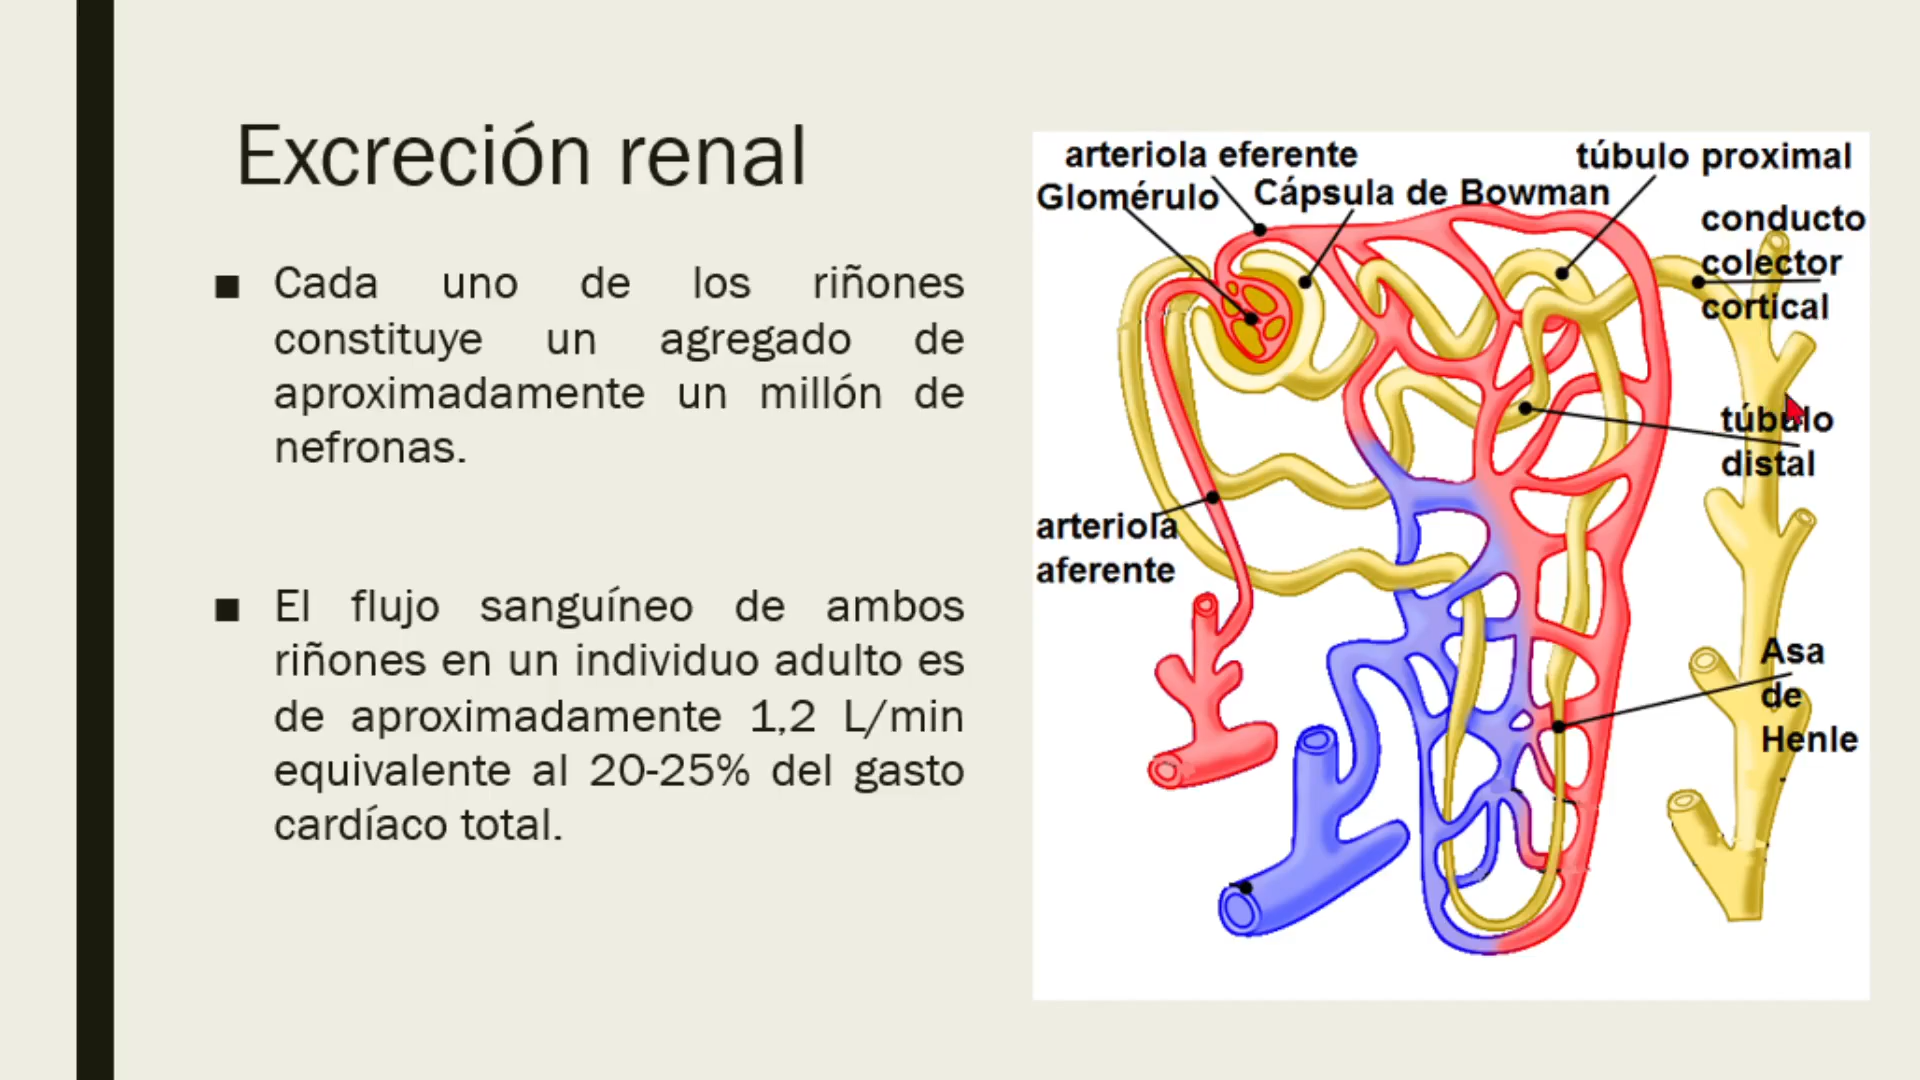 Excreción renal
■ Cada uno de los riñones
constituye un agregado de
aproximadamente un millón de
nefronas.
■ El flujo sanguíneo de ambos
riñones en un individuo adulto es
de aproximadamente 1,2 L/min
equivalente al 20-25% del gasto
cardíaco total.
arteriola eferente
túbulo proximal
Glomérulo
Cápsula de Bowman
conducto
colector
cortical
túbulo
distal
arteriola
aferente
Asa
de
Henle